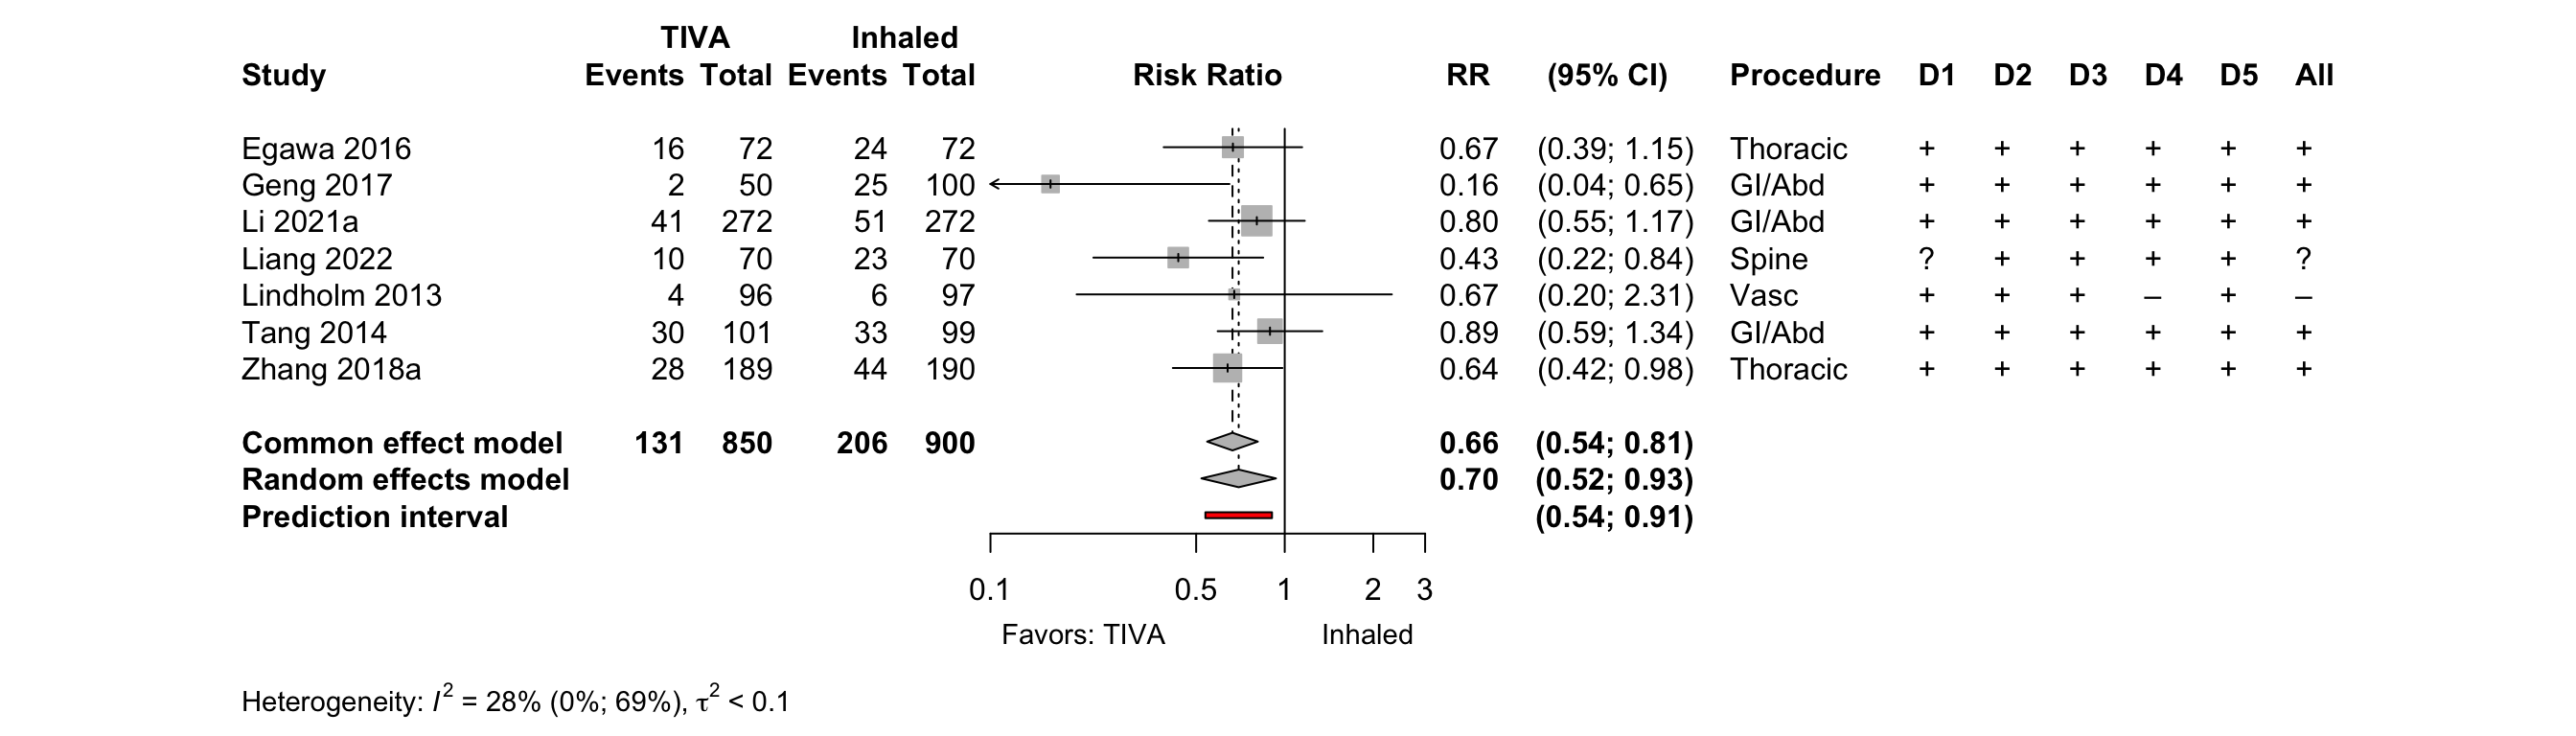 TIVA Inhaled
Study Events Total Events Total Risk Ratio RR (95% CI) Procedure D1 D2 D3 D4 D5 All
Egawa 2016 16 72 24 72 0.67 (0.39; 1.15) Thoracic + + + + + +
Geng 2017 2 50 25 100 0.16 (0.04; 0.65) GI/Abd + + + + + +
Li 2021a 41 272 51 272 0.80 (0.55; 1.17) GI/Abd + + + + + +
Liang 2022 10 70 23 70 0.43 (0.22; 0.84) Spine ? + + + + ?
Lindholm 2013 4 96 6 97 0.67 (0.20; 2.31) Vasc + + + – + –
Tang 2014 30 101 33 99 0.89 (0.59; 1.34) GI/Abd + + + + + +
Zhang 2018a 28 189 44 190 0.64 (0.42; 0.98) Thoracic + + + + + +
Common effect model 131 850 206 900 0.66 (0.54; 0.81)
Random effects model 0.70 (0.52; 0.93)
Prediction interval (0.54; 0.91)
0.1 0.5 1 2 3
Favors: TIVA Inhaled
Heterogeneity: I² = 28% (0%; 69%), τ² < 0.1